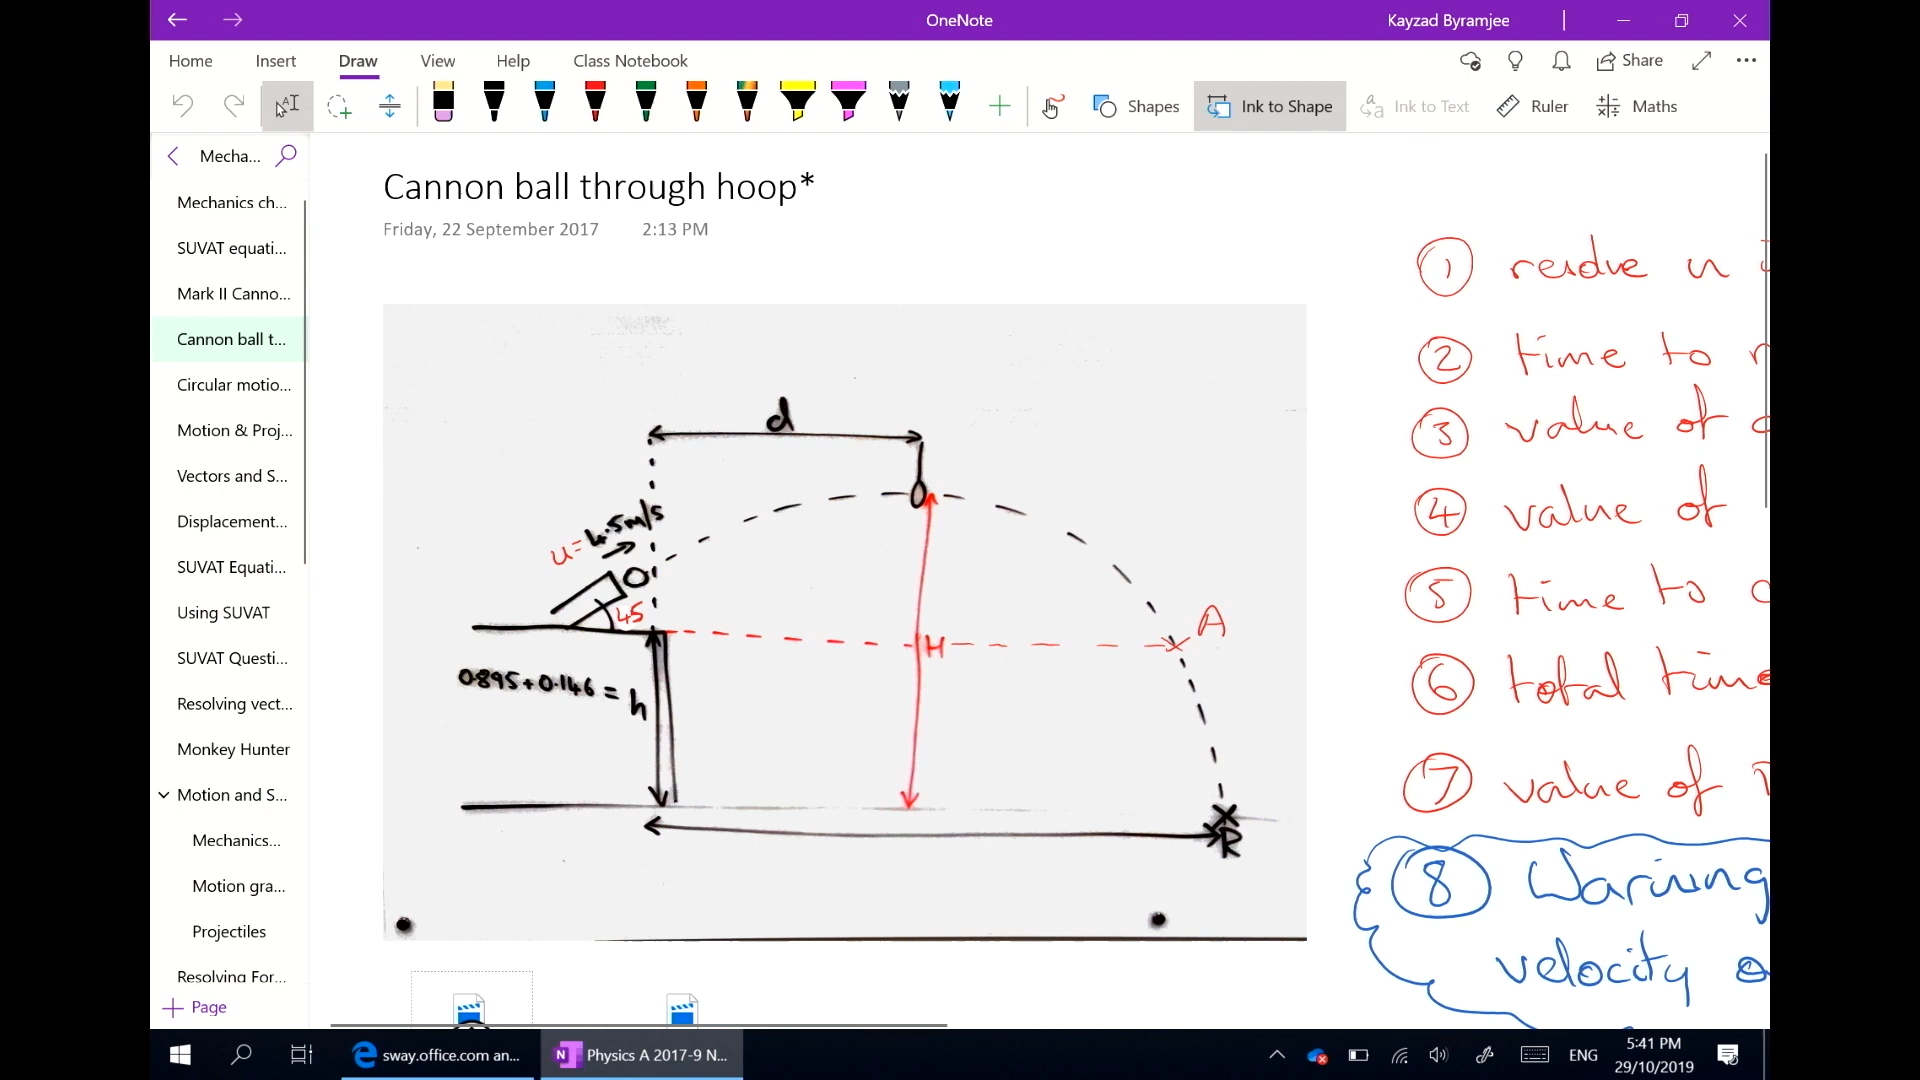 OneNote
Kayzad Byramjee
Home Insert Draw View Help Class Notebook
Share
Shapes Ink to Shape Ink to Text Ruler Maths
Mecha...
Mechanics ch...
SUVAT equati...
Mark II Canno...
Cannon ball t...
Circular motio...
Motion & Proj...
Vectors and S...
Displacement...
SUVAT Equati...
Using SUVAT
SUVAT Questi...
Resolving vect...
Monkey Hunter
Motion and S...
Mechanics...
Motion gra...
Projectiles
Resolving For...
Page
Cannon ball through hoop*
Friday, 22 September 2017 2:13 PM
d
u = 4.5m/s
45
A
H
0.895+0.146 = h
R
1 resolve u
2 time to
3 value of
4 value of
5 time to
6 total time
7 value of
8 Warning
velocity
sway.office.com an...
Physics A 2017-9 N...
ENG
5:41 PM
29/10/2019